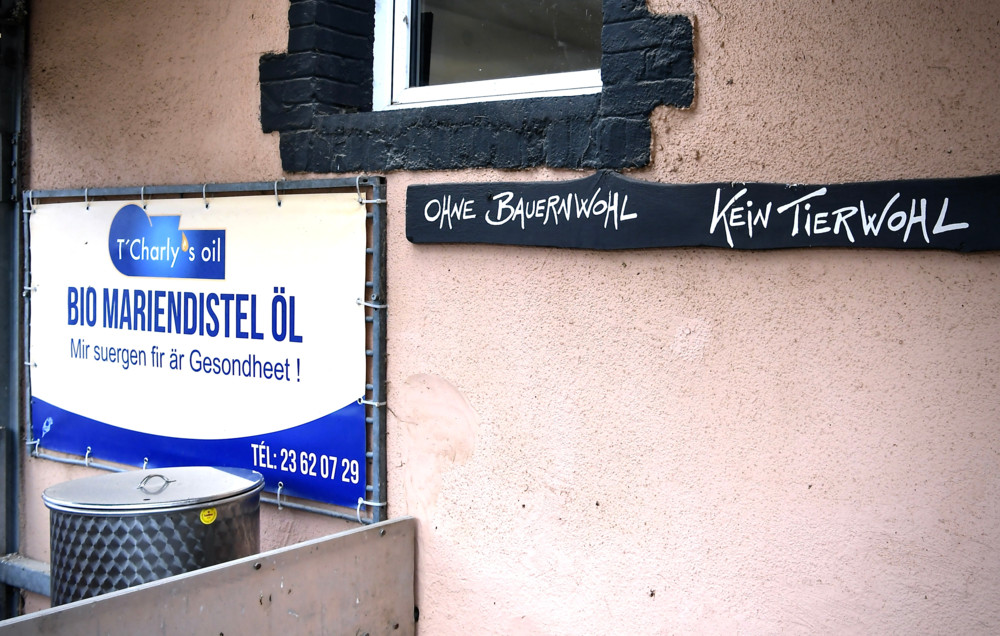 T'Charly's oil
BIO MARIENDISTEL ÖL
Mir suergen fir är Gesondheet !
TÉL: 23 62 07 29
OHNE BAUERNWOHL KEIN TIERWOHL